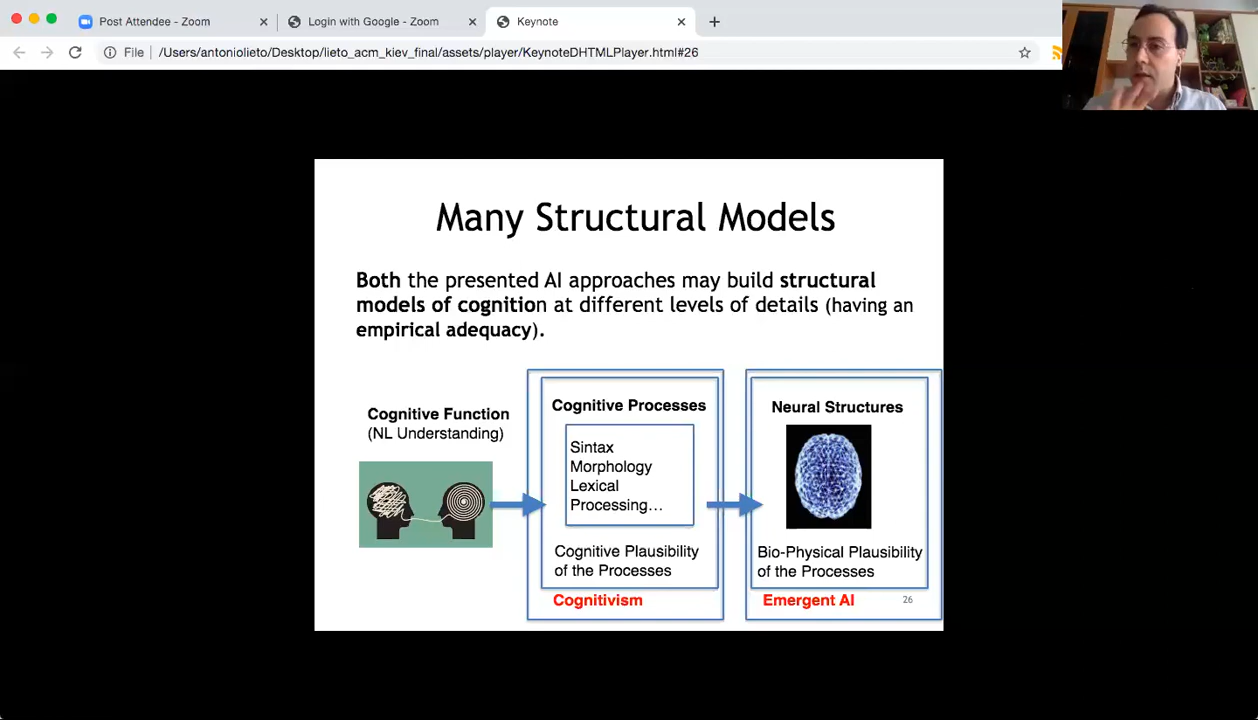 Post Attendee - Zoom
Login with Google - Zoom
Keynote
File
/Users/antoniolieto/Desktop/lieto_acm_kiev_final/assets/player/KeynoteDHTMLPlayer.html#26
Many Structural Models
Both the presented AI approaches may build structural
models of cognition at different levels of details (having an
empirical adequacy).
Cognitive Function
(NL Understanding)
Cognitive Processes
Sintax
Morphology
Lexical
Processing…
Cognitive Plausibility
of the Processes
Cognitivism
Neural Structures
Bio-Physical Plausibility
of the Processes
Emergent AI
26